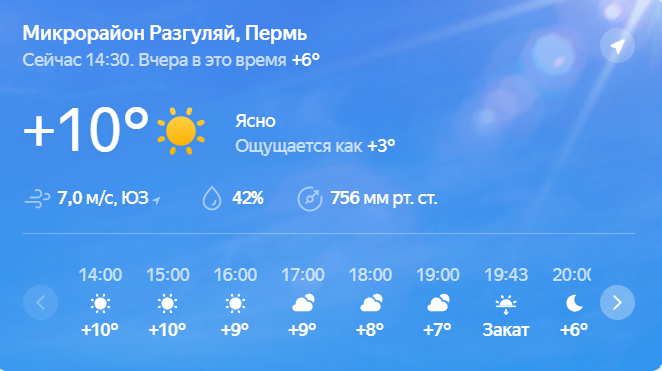 Микрорайон Разгуляй, Пермь
Сейчас 14:30. Вчера в это время +6°
+10°
Ясно
Ощущается как +3°
7,0 м/с, ЮЗ 42% 756 мм рт. ст.
14:00 15:00 16:00 17:00 18:00 19:00 19:43 20:00
+10° +10° +9° +9° +8° +7° Закат +6°